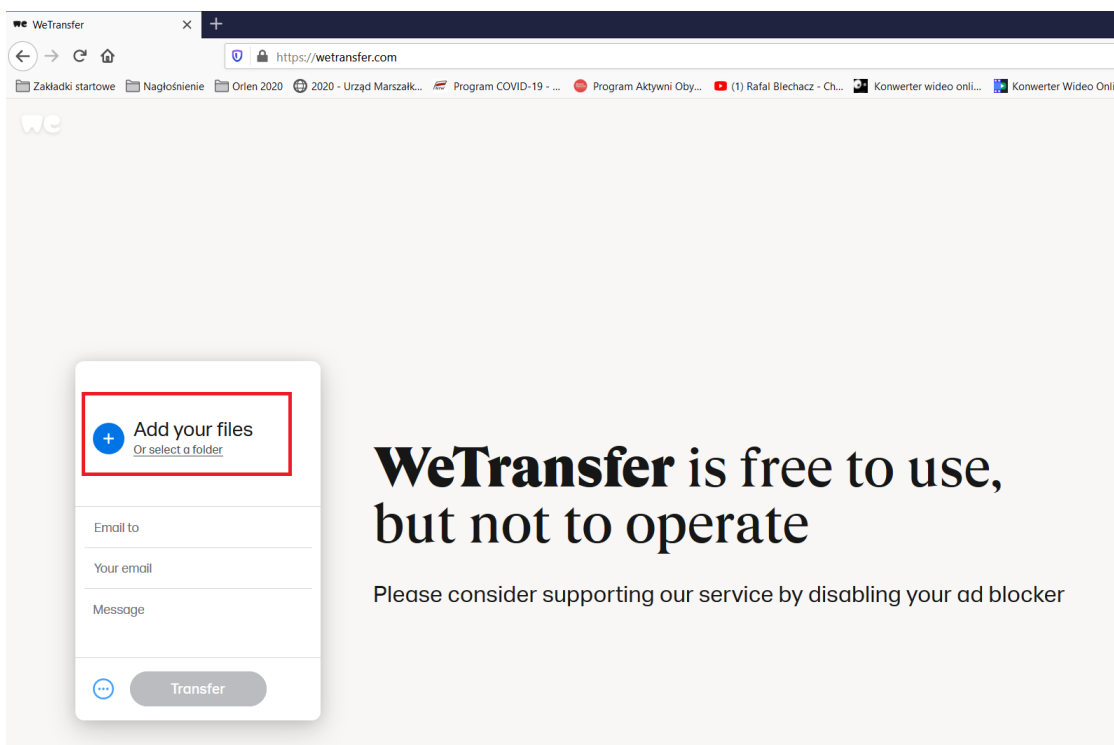 we WeTransfer
https://wetransfer.com
Zakładki startowe Nagłośnienie Orlen 2020 2020 - Urząd Marszałk... Program COVID-19 - ... Program Aktywni Oby... (1) Rafal Blechacz - Ch... Konwerter wideo onli... Konwerter Wideo Onli
we
Add your files
Or select a folder
WeTransfer is free to use,
but not to operate
Please consider supporting our service by disabling your ad blocker
Email to
Your email
Message
Transfer